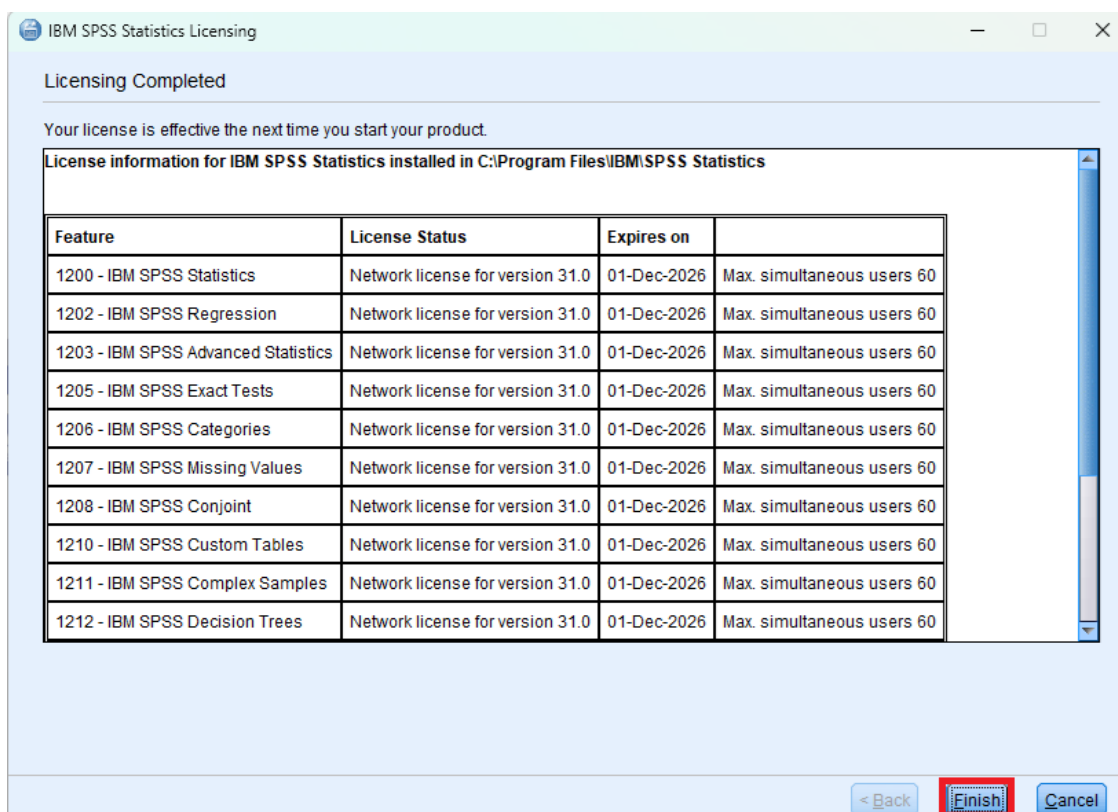 IBM SPSS Statistics Licensing
Licensing Completed
Your license is effective the next time you start your product.
License information for IBM SPSS Statistics installed in C:\Program Files\IBM\SPSS Statistics
Feature License Status Expires on
1200 - IBM SPSS Statistics Network license for version 31.0 01-Dec-2026 Max. simultaneous users 60
1202 - IBM SPSS Regression Network license for version 31.0 01-Dec-2026 Max. simultaneous users 60
1203 - IBM SPSS Advanced Statistics Network license for version 31.0 01-Dec-2026 Max. simultaneous users 60
1205 - IBM SPSS Exact Tests Network license for version 31.0 01-Dec-2026 Max. simultaneous users 60
1206 - IBM SPSS Categories Network license for version 31.0 01-Dec-2026 Max. simultaneous users 60
1207 - IBM SPSS Missing Values Network license for version 31.0 01-Dec-2026 Max. simultaneous users 60
1208 - IBM SPSS Conjoint Network license for version 31.0 01-Dec-2026 Max. simultaneous users 60
1210 - IBM SPSS Custom Tables Network license for version 31.0 01-Dec-2026 Max. simultaneous users 60
1211 - IBM SPSS Complex Samples Network license for version 31.0 01-Dec-2026 Max. simultaneous users 60
1212 - IBM SPSS Decision Trees Network license for version 31.0 01-Dec-2026 Max. simultaneous users 60
< Back Finish Cancel